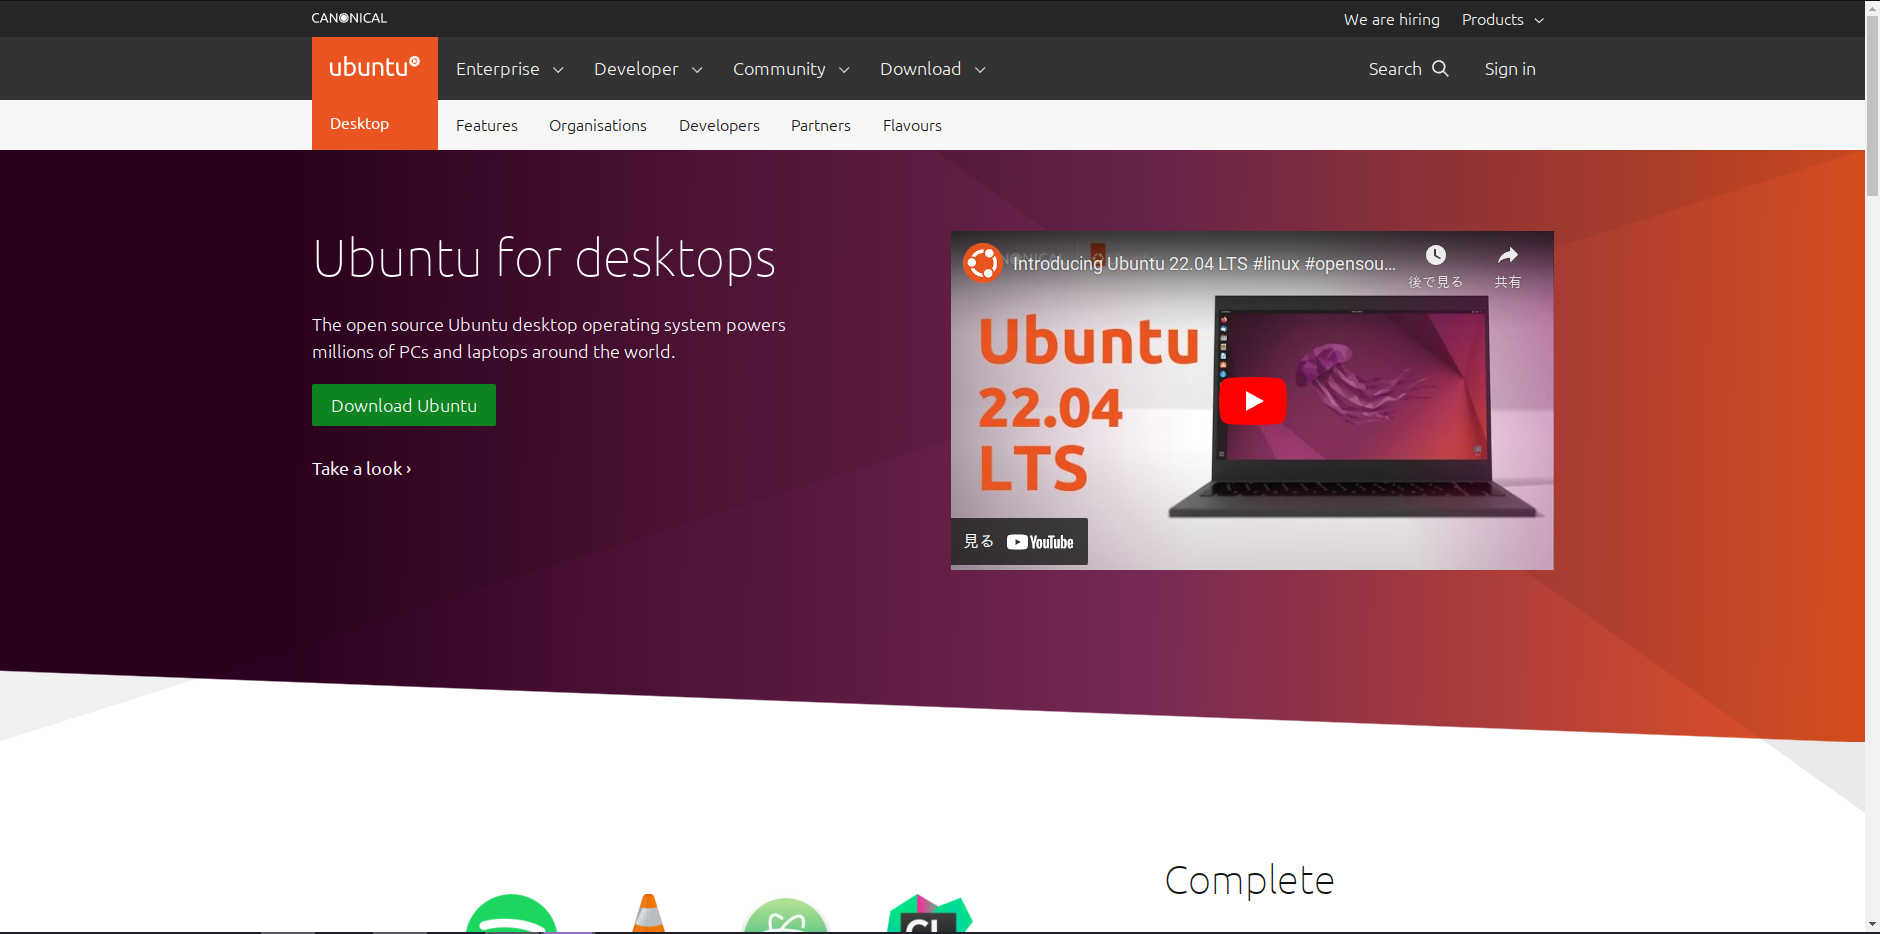 CANONICAL
We are hiring
Products
ubuntu
Enterprise
Developer
Community
Download
Search
Sign in
Desktop
Features
Organisations
Developers
Partners
Flavours
Ubuntu for desktops
The open source Ubuntu desktop operating system powers
millions of PCs and laptops around the world.
Download Ubuntu
Take a look ›
Introducing Ubuntu 22.04 LTS #linux #opensou...
後で見る
共有
Ubuntu
22.04
LTS
見る
YouTube
Complete
CL